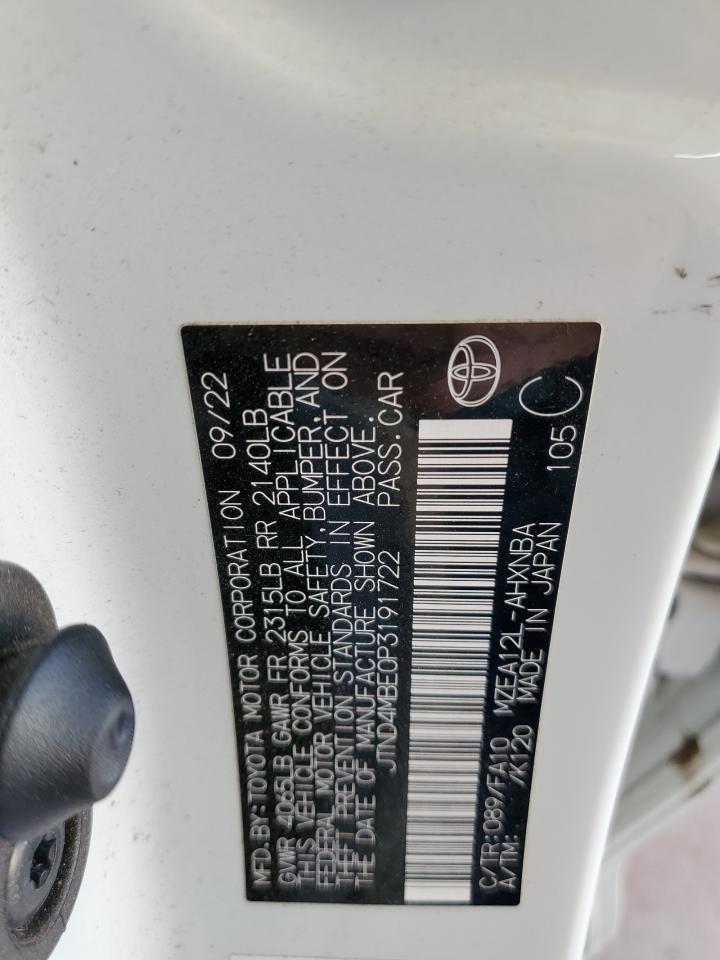 MFD. BY: TOYOTA MOTOR CORPORATION 09/22
GVWR 4065LB GAWR FR 2315LB RR 2140LB
THIS VEHICLE CONFORMS TO ALL APPLICABLE
FEDERAL MOTOR VEHICLE SAFETY, BUMPER, AND
THEFT PREVENTION STANDARDS IN EFFECT ON
THE DATE OF MANUFACTURE SHOWN ABOVE.
JTND4MBE0P3191722 PASS. CAR
C/TR: 089/FA10 MZEA12L-AHXNBA
A/TM: /K120 MADE IN JAPAN 105 C